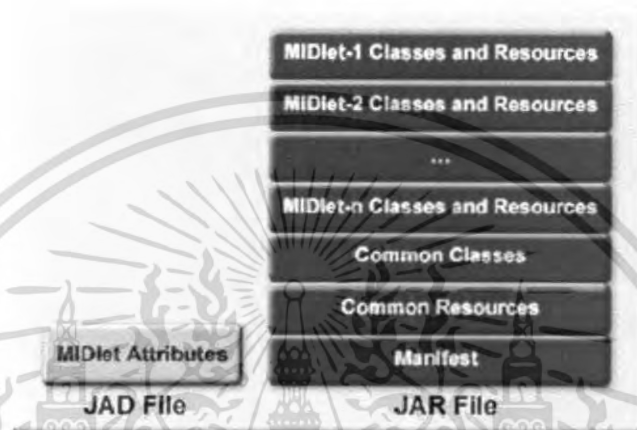 MIDlet-1 Classes and Resources
MIDlet-2 Classes and Resources
...
MIDlet-n Classes and Resources
Common Classes
Common Resources
MIDlet Attributes
Manifest
JAD File
JAR File